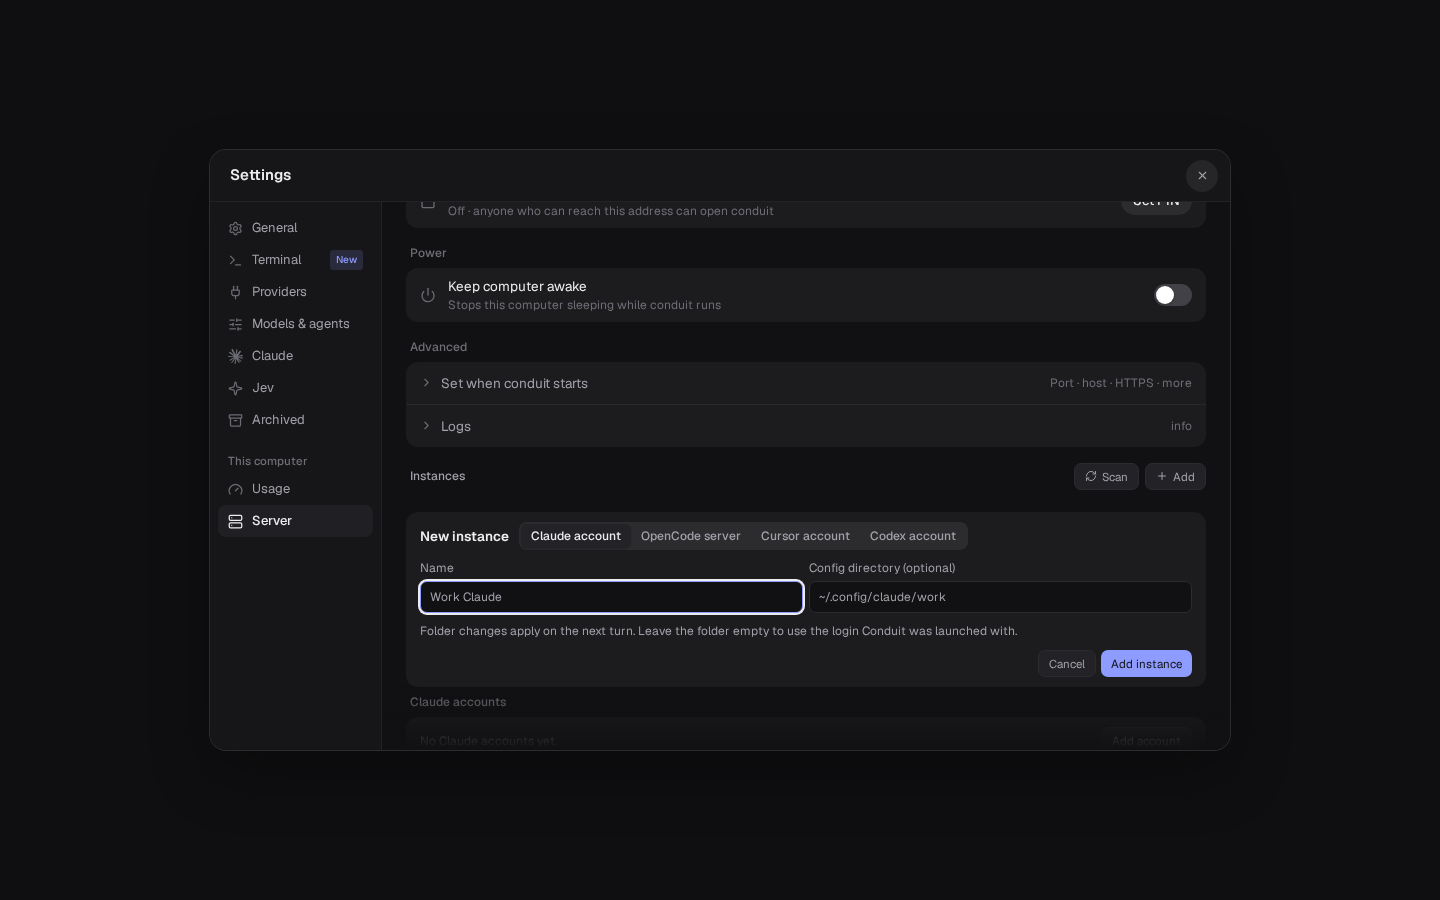 Settings
General
Terminal
New
Providers
Models & agents
Claude
Jev
Archived
This computer
Usage
Server
Off · anyone who can reach this address can open conduit
Set PIN
Power
Keep computer awake
Stops this computer sleeping while conduit runs
Advanced
Set when conduit starts
Port · host · HTTPS · more
Logs
info
Instances
Scan
Add
New instance
Claude account
OpenCode server
Cursor account
Codex account
Name
Config directory (optional)
Work Claude
~/.config/claude/work
Folder changes apply on the next turn. Leave the folder empty to use the login Conduit was launched with.
Cancel
Add instance
Claude accounts
No Claude accounts yet.
Add account